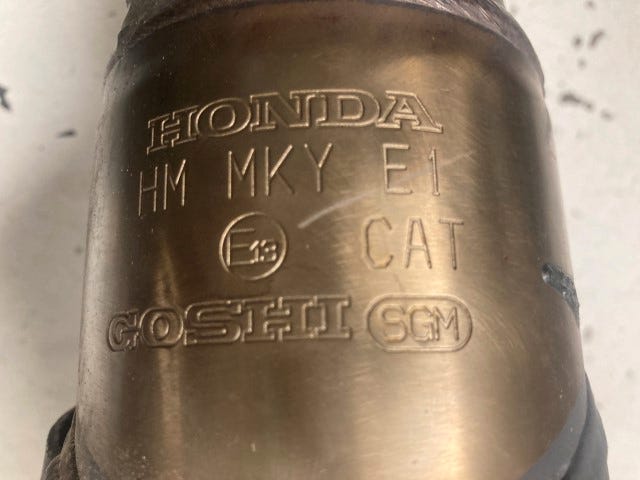 HONDA
HM MKY E1
E13 CAT
GOSHI SGM